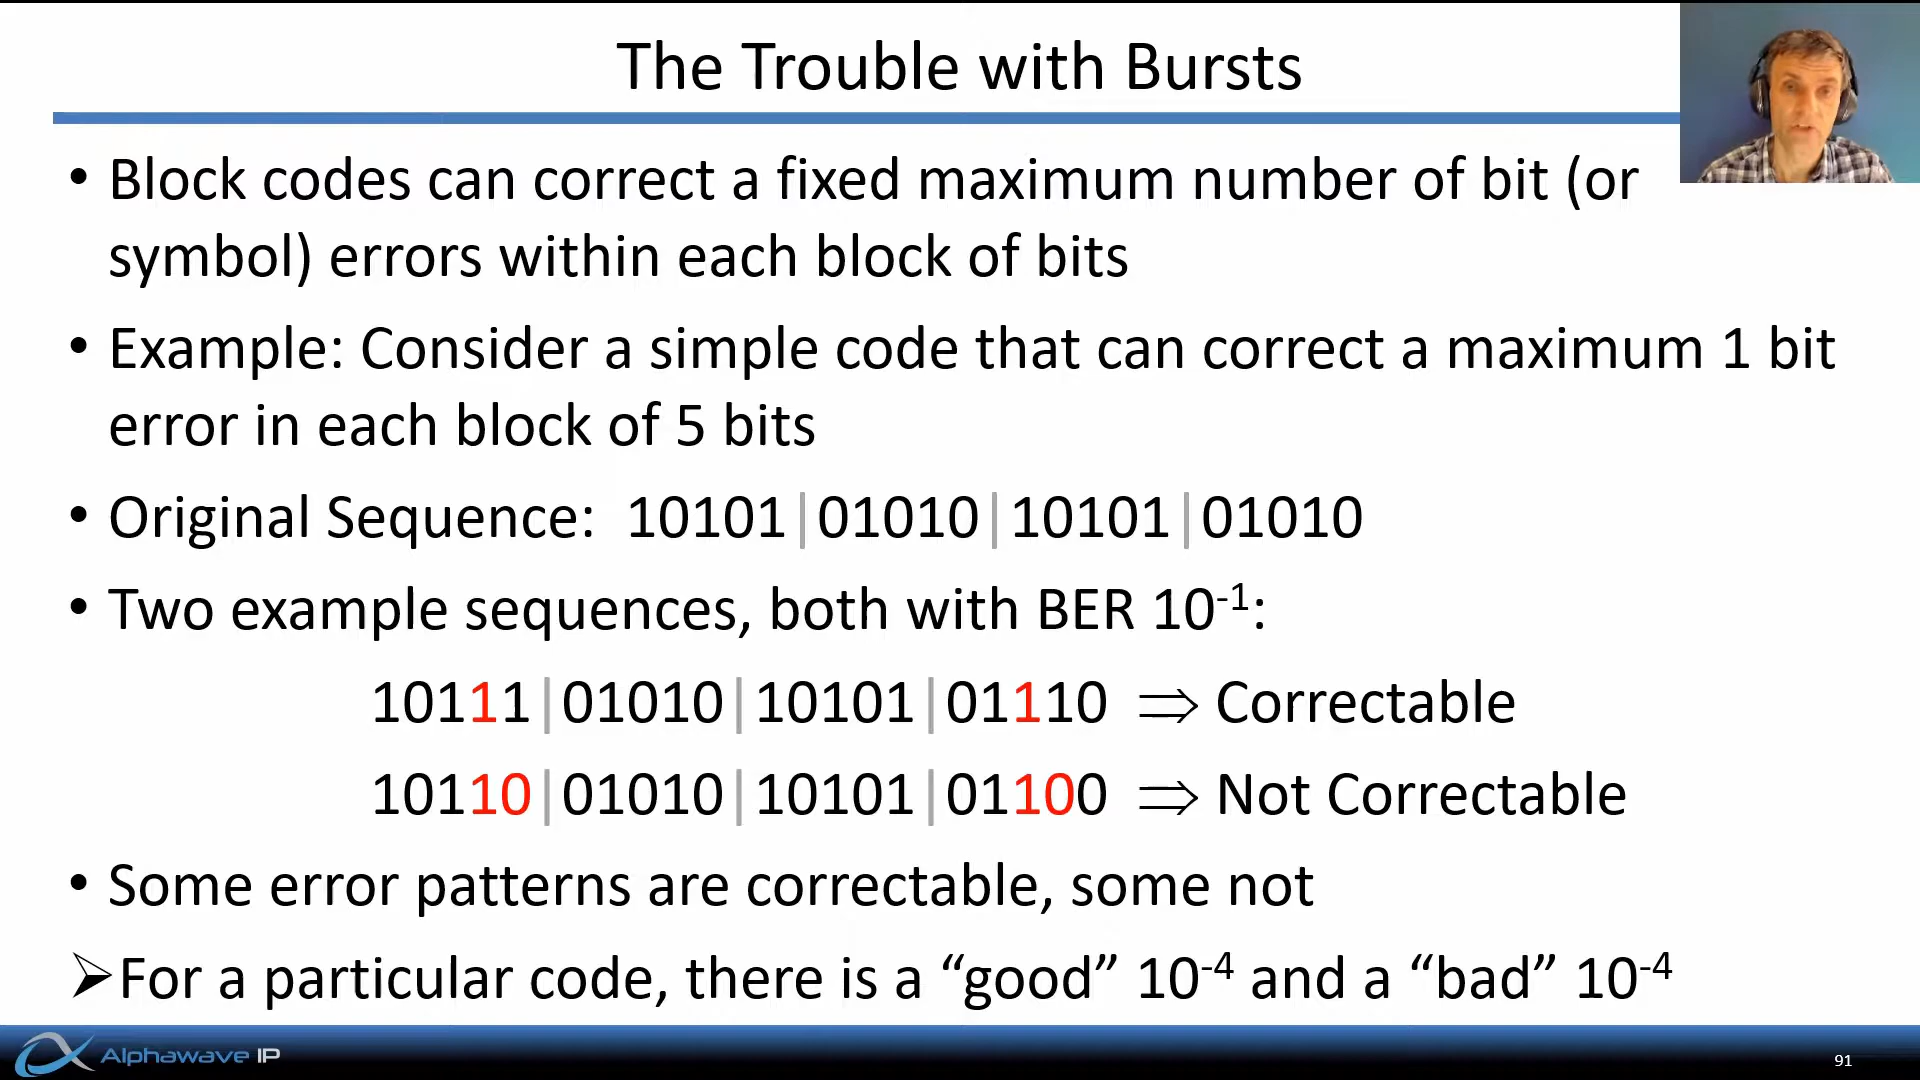 The Trouble with Bursts
• Block codes can correct a fixed maximum number of bit (or
symbol) errors within each block of bits
• Example: Consider a simple code that can correct a maximum 1 bit
error in each block of 5 bits
• Original Sequence: 10101|01010|10101|01010
• Two example sequences, both with BER 10⁻¹:
10111|01010|10101|01110 ⇒ Correctable
10110|01010|10101|01100 ⇒ Not Correctable
• Some error patterns are correctable, some not
➢For a particular code, there is a “good” 10⁻⁴ and a “bad” 10⁻⁴
Alphawave IP
91